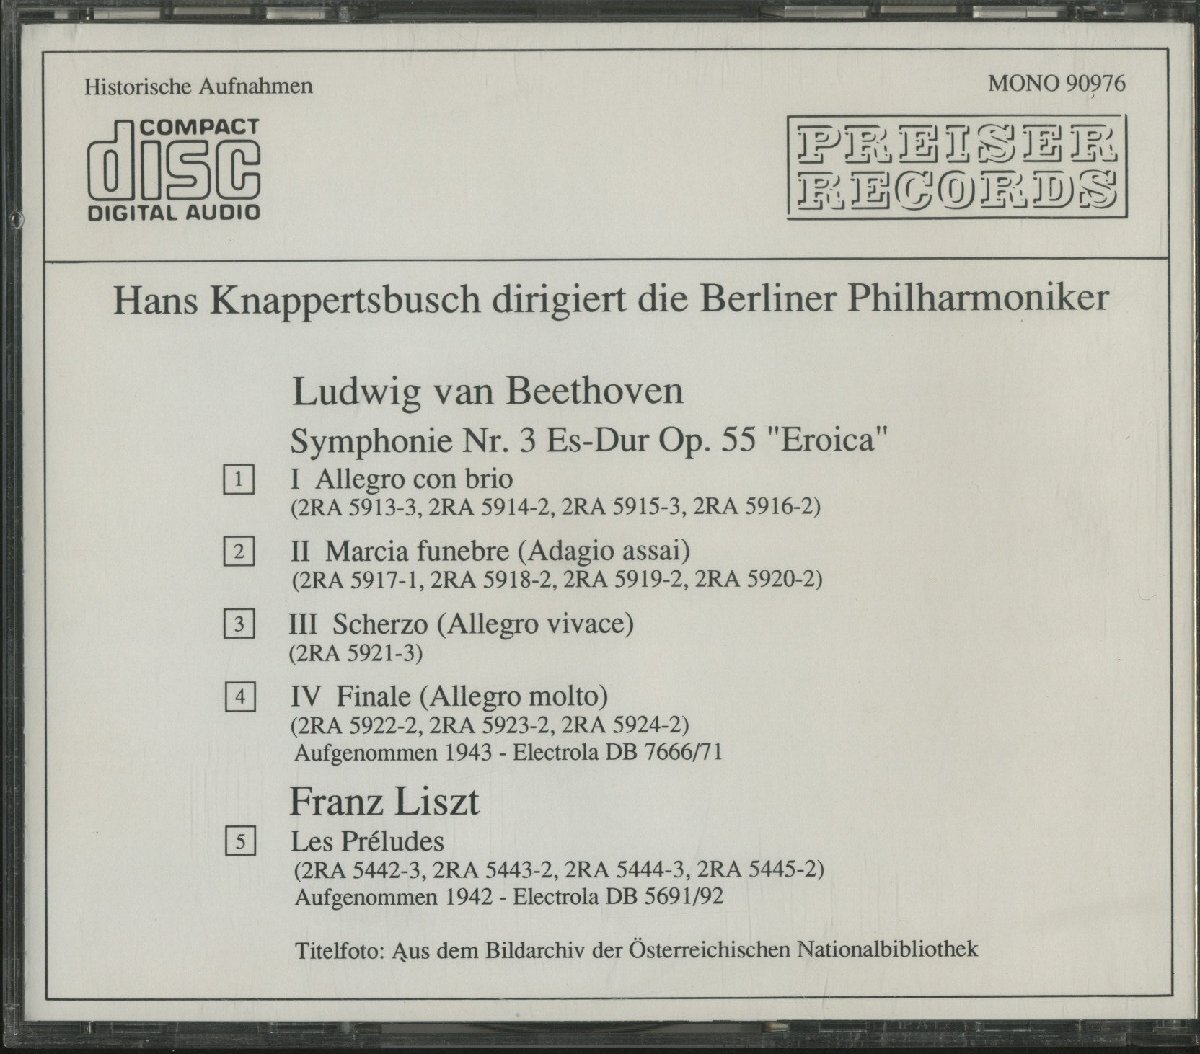 Historische Aufnahmen
MONO 90976
COMPACT
disc
DIGITAL AUDIO
PREISER
RECORDS
Hans Knappertsbusch dirigiert die Berliner Philharmoniker
Ludwig van Beethoven
Symphonie Nr. 3 Es-Dur Op. 55 "Eroica"
1 I Allegro con brio
(2RA 5913-3, 2RA 5914-2, 2RA 5915-3, 2RA 5916-2)
2 II Marcia funebre (Adagio assai)
(2RA 5917-1, 2RA 5918-2, 2RA 5919-2, 2RA 5920-2)
3 III Scherzo (Allegro vivace)
(2RA 5921-3)
4 IV Finale (Allegro molto)
(2RA 5922-2, 2RA 5923-2, 2RA 5924-2)
Aufgenommen 1943 - Electrola DB 7666/71
Franz Liszt
5 Les Préludes
(2RA 5442-3, 2RA 5443-2, 2RA 5444-3, 2RA 5445-2)
Aufgenommen 1942 - Electrola DB 5691/92
Titelfoto: Aus dem Bildarchiv der Österreichischen Nationalbibliothek